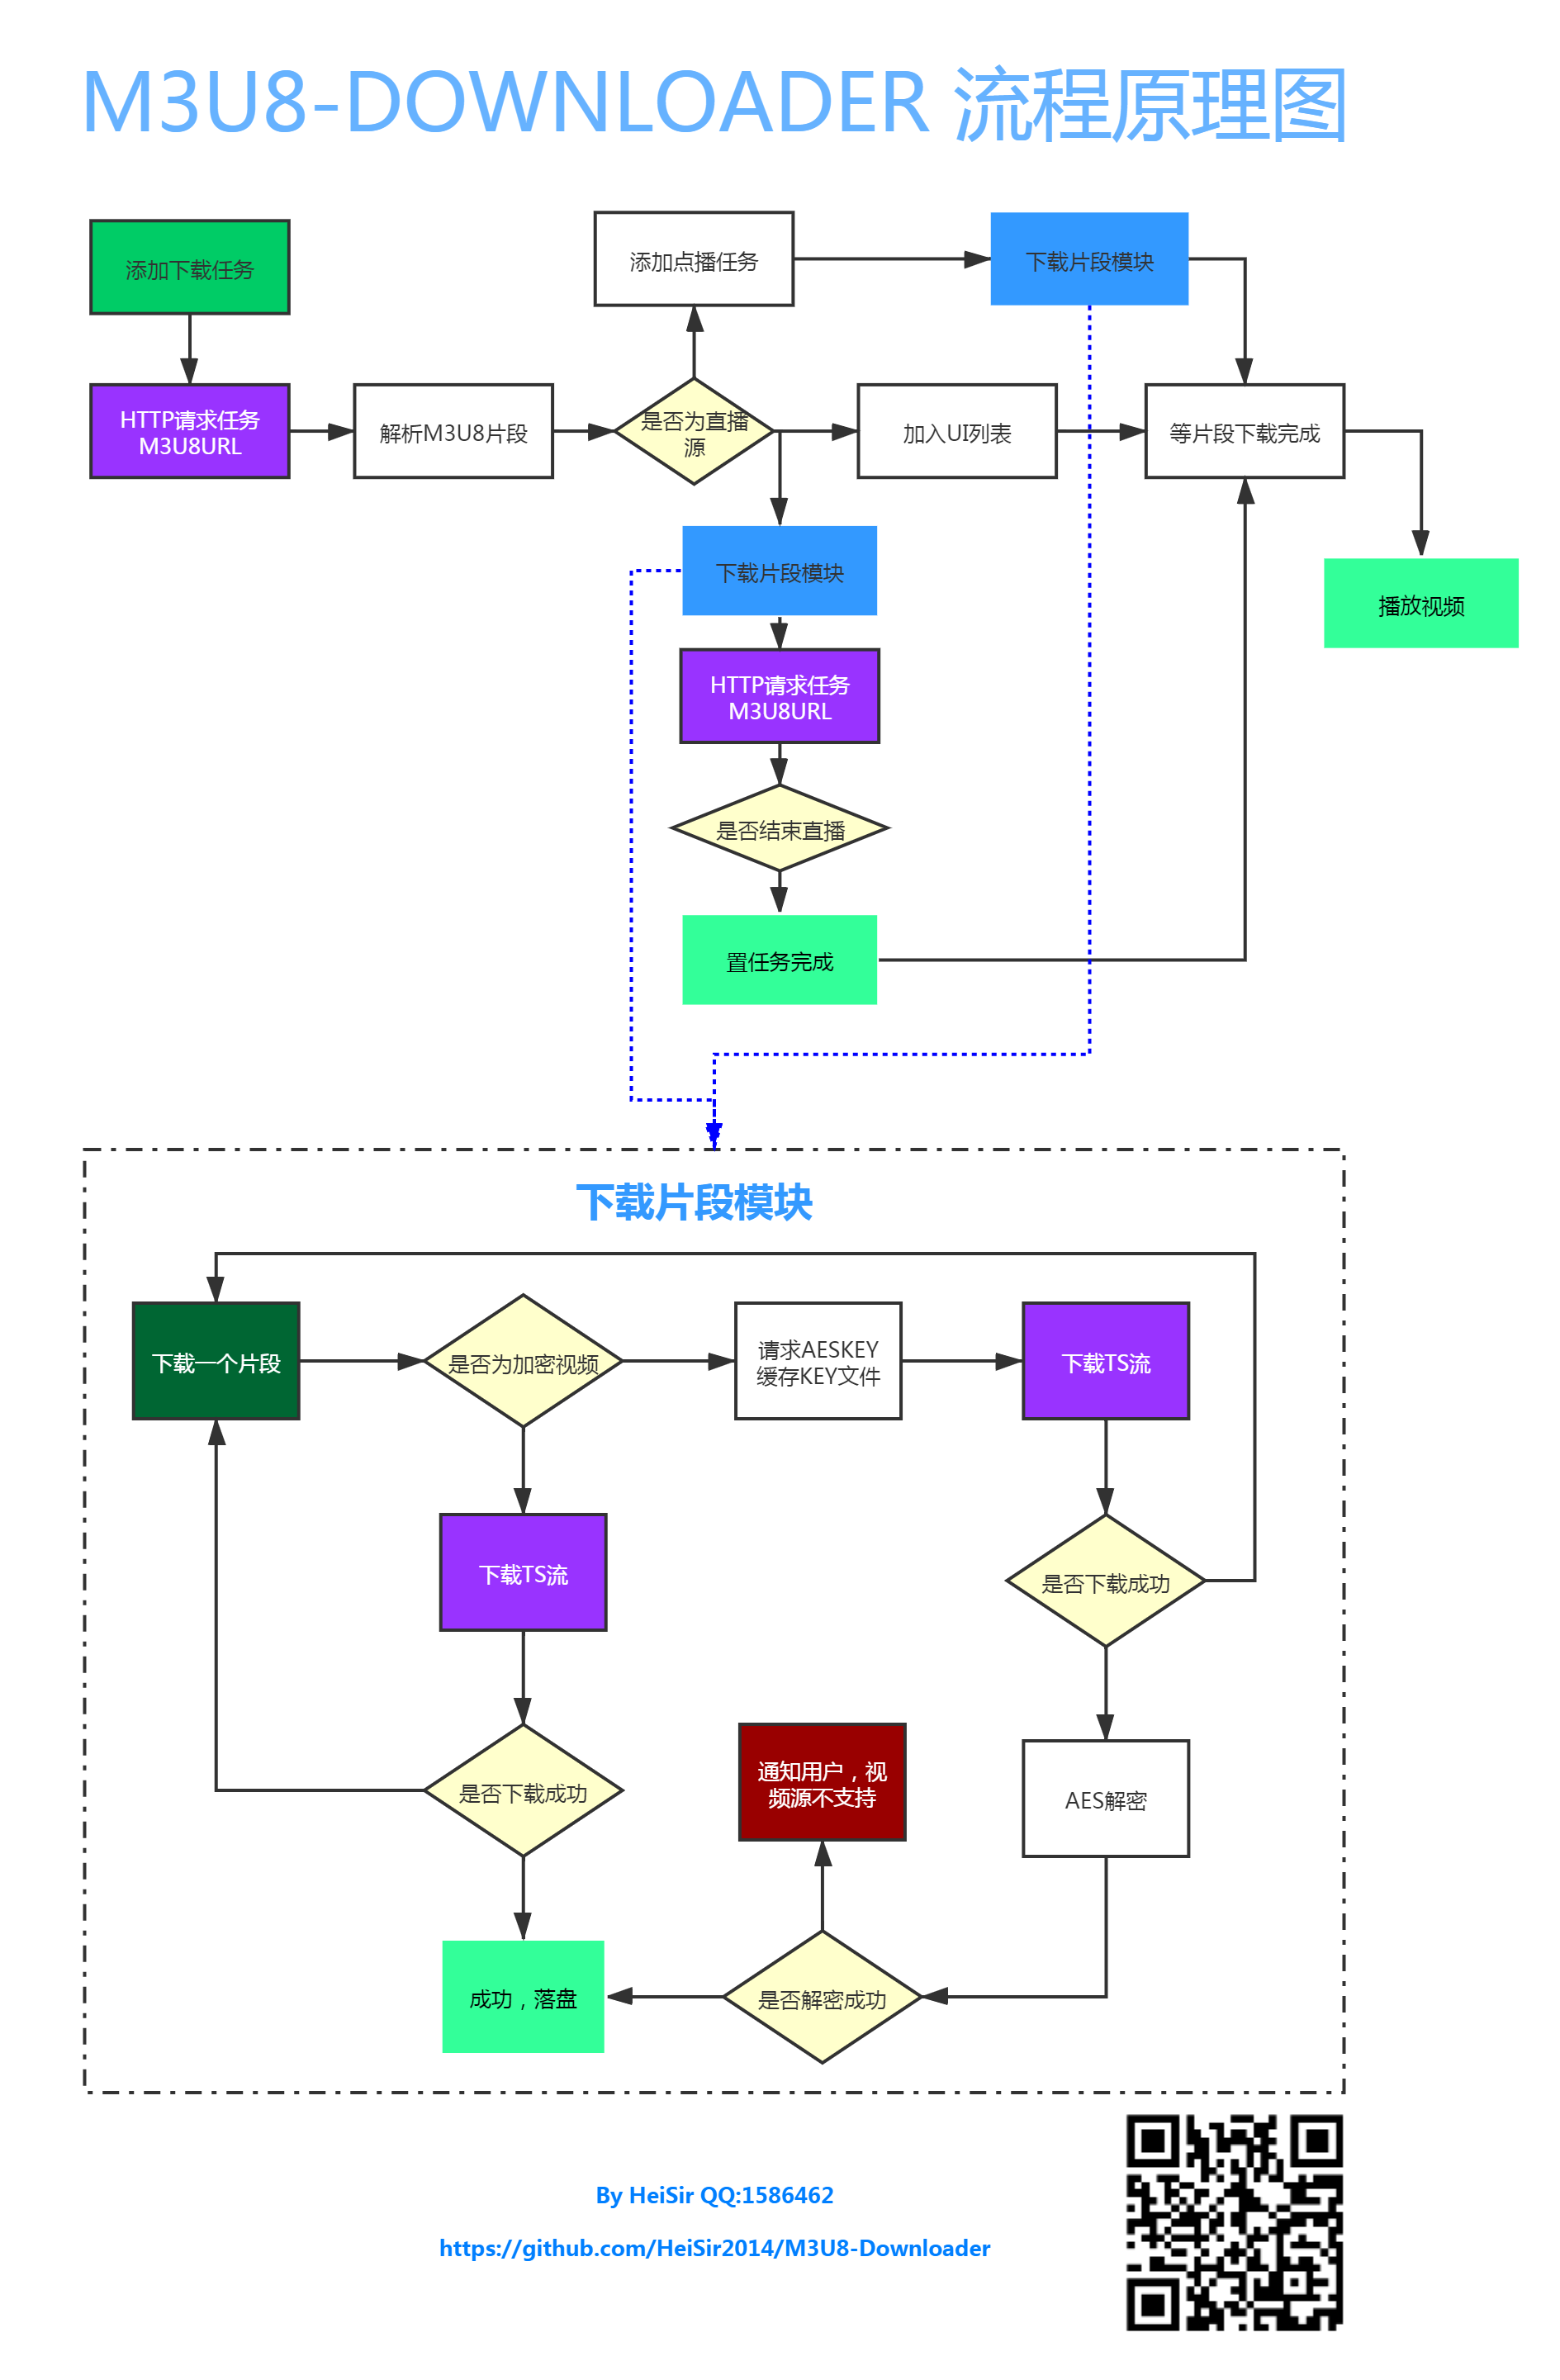 M3U8-DOWNLOADER 流程原理图
添加下载任务
添加点播任务
下载片段模块
HTTP请求任务
M3U8URL
解析M3U8片段
是否为直播
源
加入UI列表
等片段下载完成
下载片段模块
播放视频
HTTP请求任务
M3U8URL
是否结束直播
置任务完成
下载片段模块
下载一个片段
是否为加密视频
请求AESKEY
缓存KEY文件
下载TS流
下载TS流
是否下载成功
是否下载成功
通知用户，视
频源不支持
AES解密
成功，落盘
是否解密成功
By HeiSir QQ:1586462
https://github.com/HeiSir2014/M3U8-Downloader